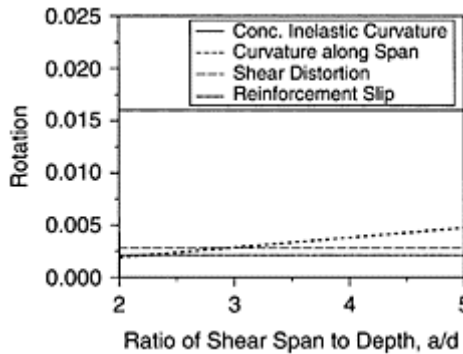 0.025
0.020
0.015
0.010
0.005
0.000
Rotation
Conc. Inelastic Curvature
Curvature along Span
Shear Distortion
Reinforcement Slip
2
3
4
5
Ratio of Shear Span to Depth, a/d